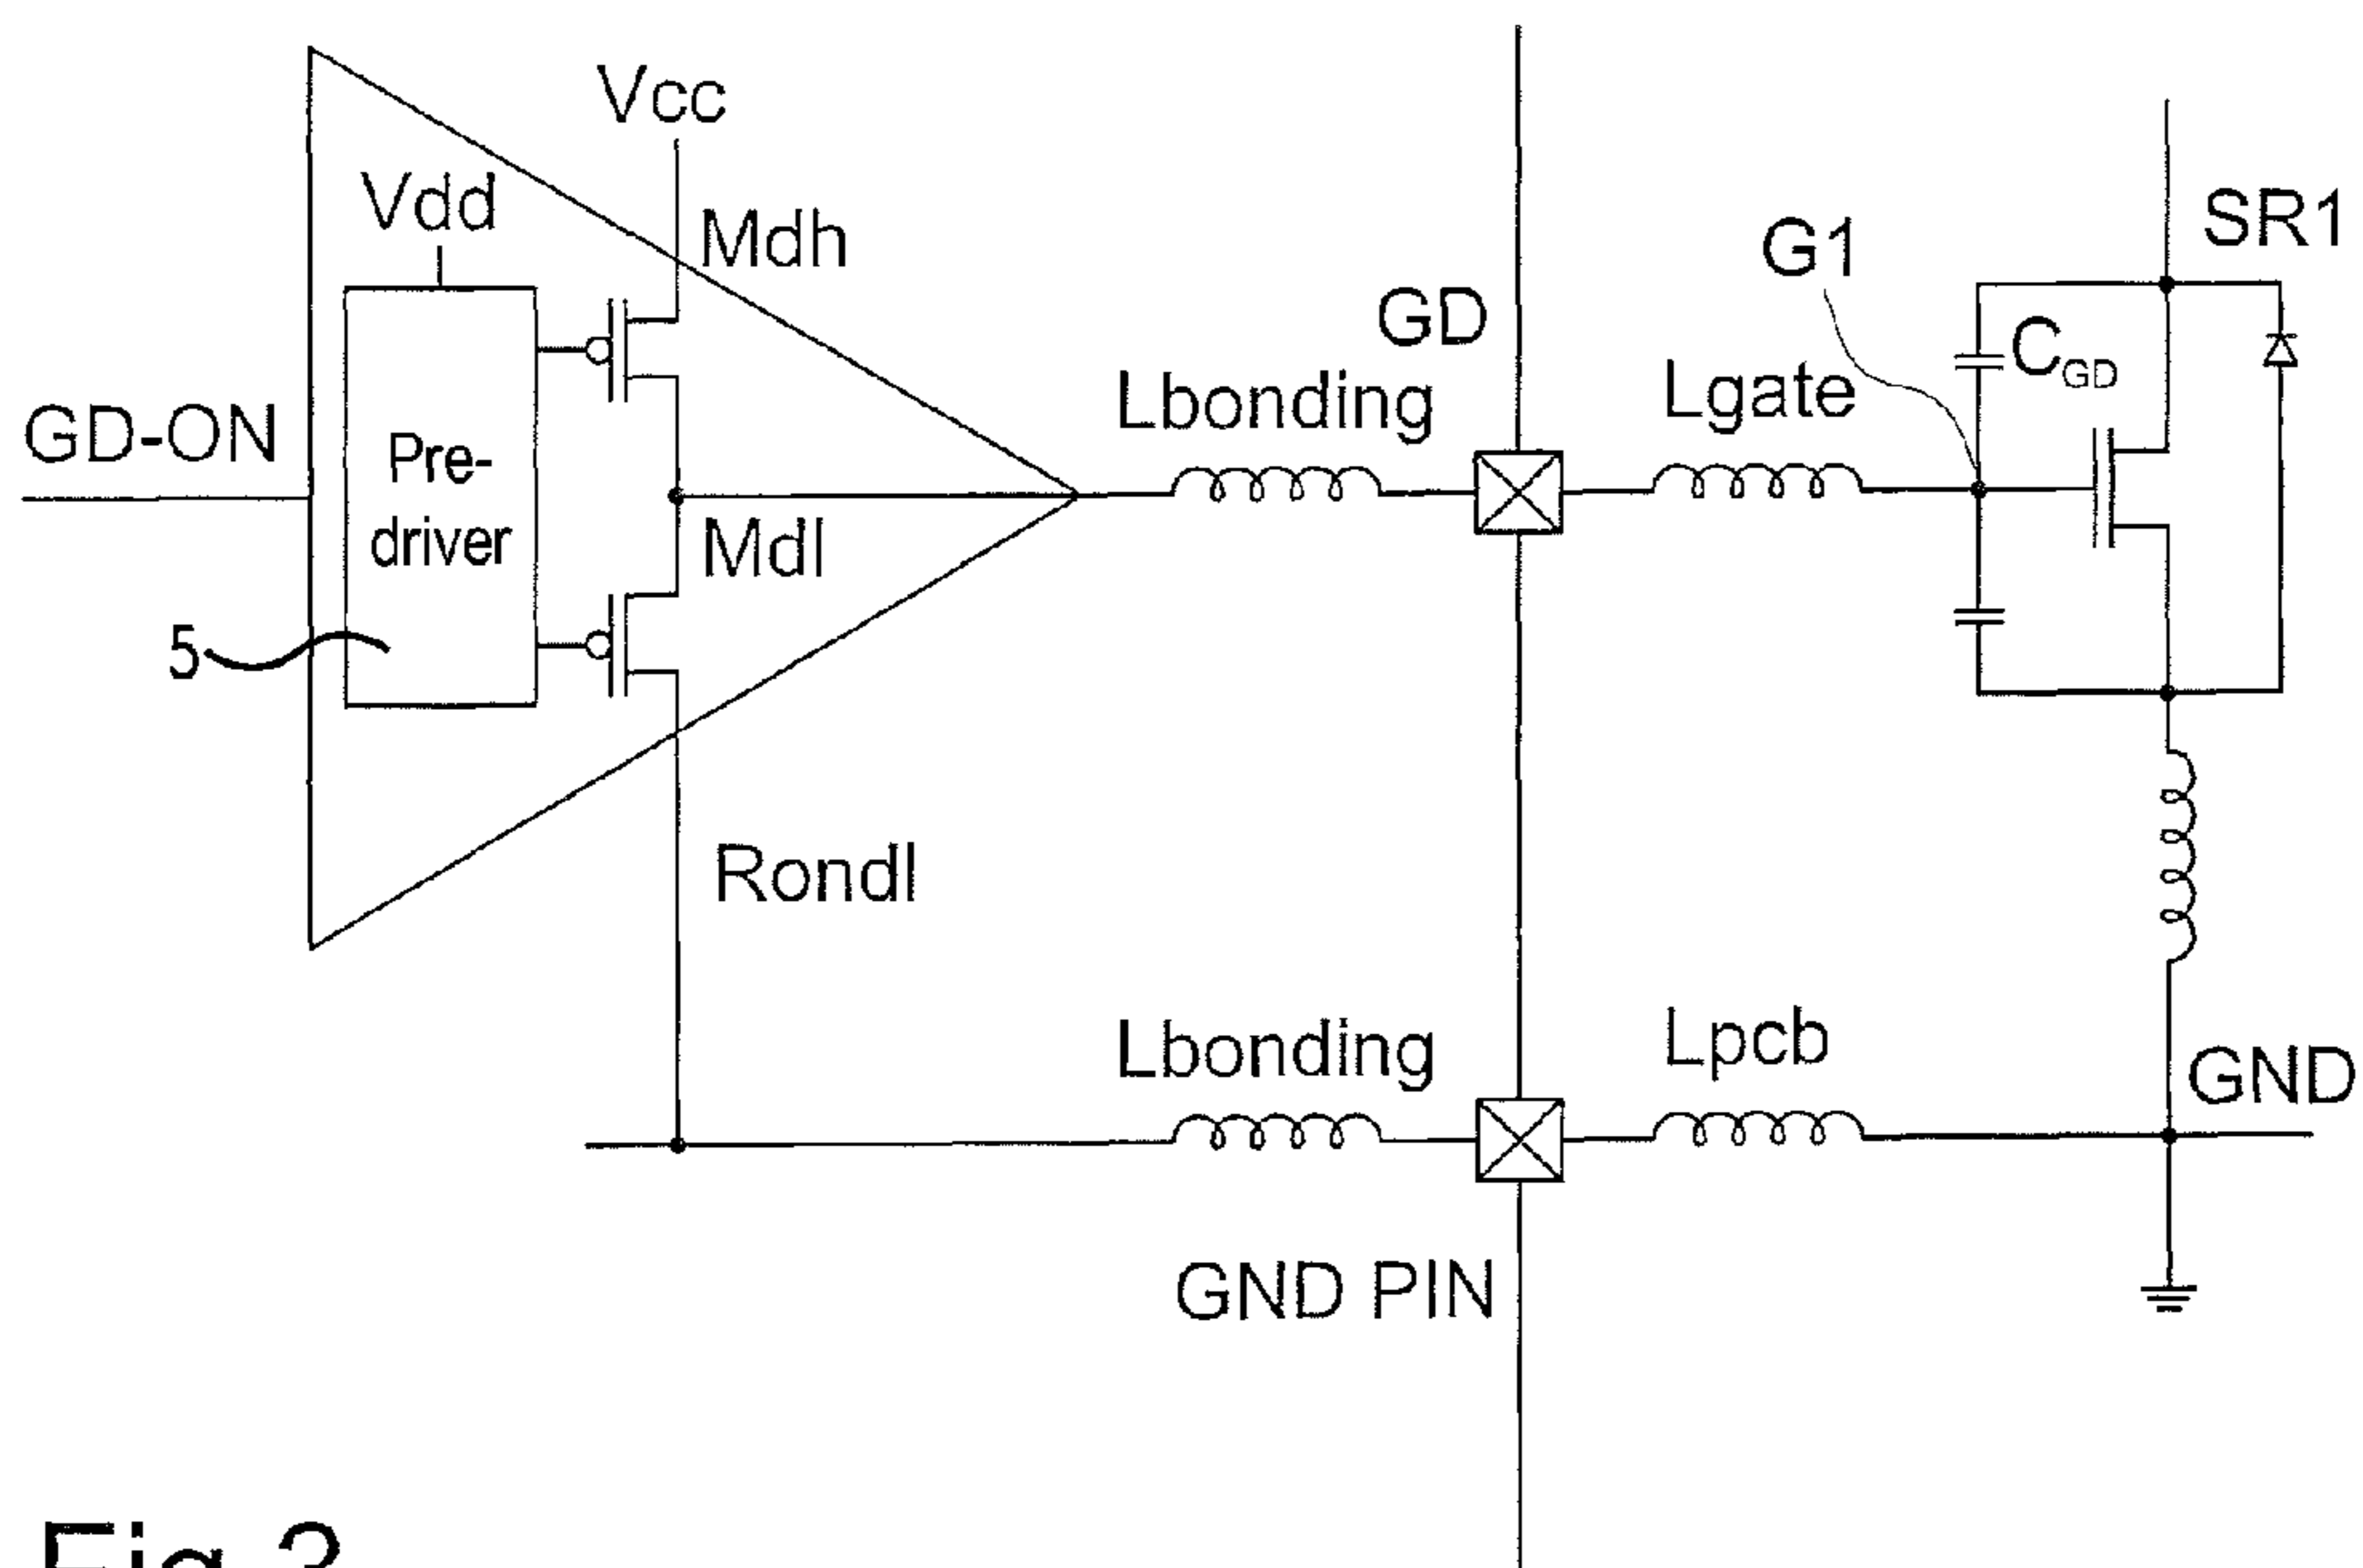 Vcc
Vdd
Mdh
SR1
G1
GD
C_GD
Lbonding
Lgate
GD-ON
Pre-
driver
Mdl
5
Rondl
Lbonding
Lpcb
GND
GND PIN